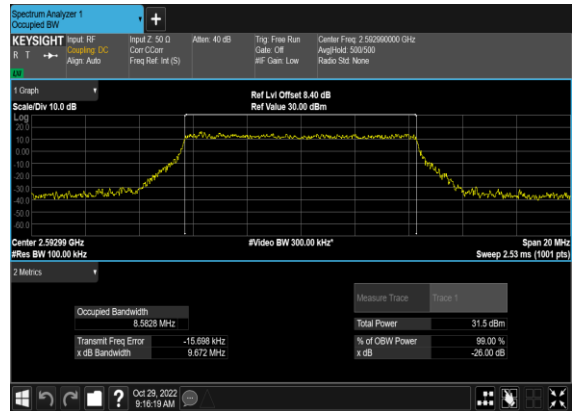 Spectrum Analyzer 1
Occupied BW
+
KEYSIGHT Input: RF Input Z: 50 Ω Atten: 40 dB Trig: Free Run Center Freq: 2.592990000 GHz
R T Coupling: DC Corr CCorr Gate: Off Avg|Hold: 500/500
Align: Auto Freq Ref: Int (S) #IF Gain: Low Radio Std: None
LV
1 Graph Ref Lvl Offset 8.40 dB
Scale/Div 10.0 dB Ref Value 30.00 dBm
Log
20.0
10.0
0.00
-10.0
-20.0
-30.0
-40.0
-50.0
-60.0
Center 2.59299 GHz #Video BW 300.00 kHz* Span 20 MHz
#Res BW 100.00 kHz Sweep 2.53 ms (1001 pts)
2 Metrics
Measure Trace Trace 1
Occupied Bandwidth
8.5828 MHz Total Power 31.5 dBm
Transmit Freq Error -15.698 kHz % of OBW Power 99.00 %
x dB Bandwidth 9.672 MHz x dB -26.00 dB
? Oct 29, 2022
9:16:19 AM